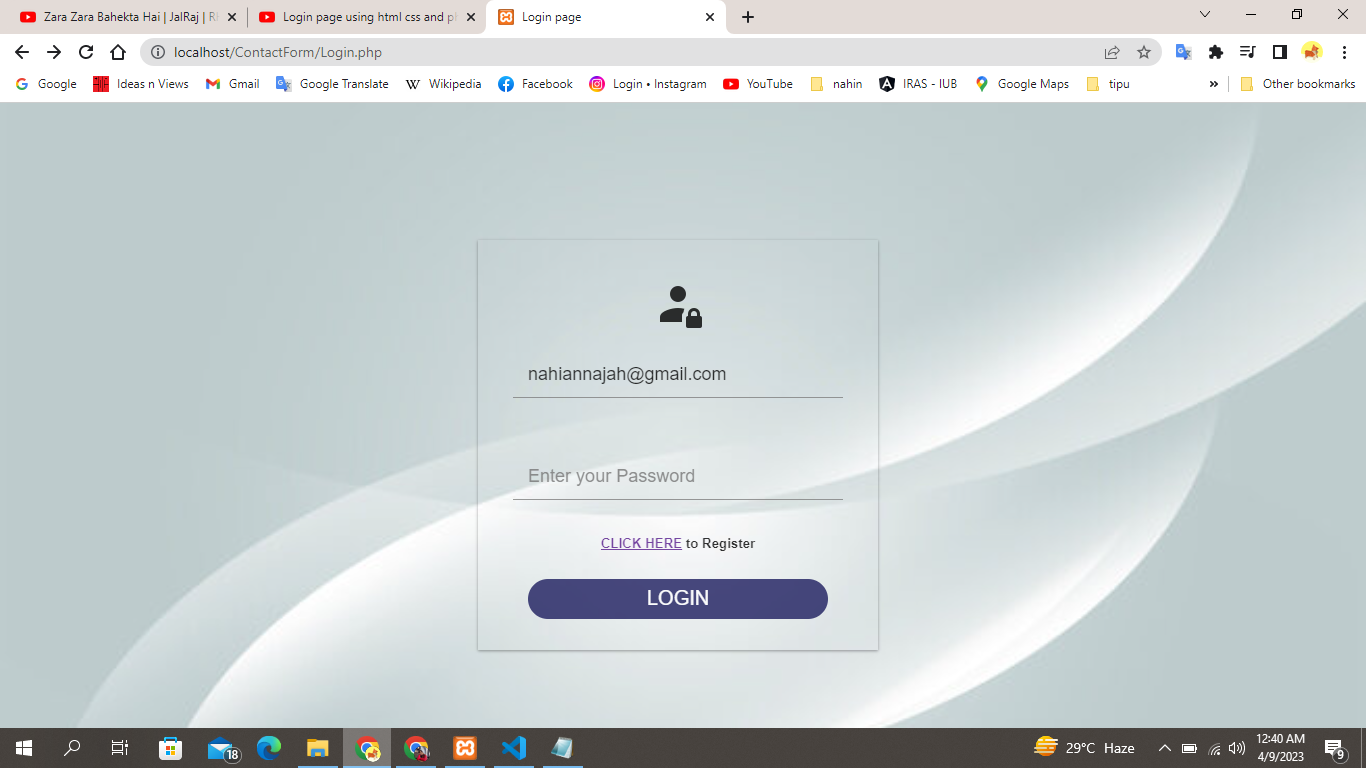 Zara Zara Bahekta Hai | JalRaj |
Login page using html css and
Login page
localhost/ContactForm/Login.php
Google
Ideas n Views
Gmail
Google Translate
Wikipedia
Facebook
Login • Instagram
YouTube
nahin
IRAS - IUB
Google Maps
tipu
»
Other bookmarks
nahiannajah@gmail.com
Enter your Password
CLICK HERE to Register
LOGIN
18
29°C Haze
12:40 AM
4/9/2023
9